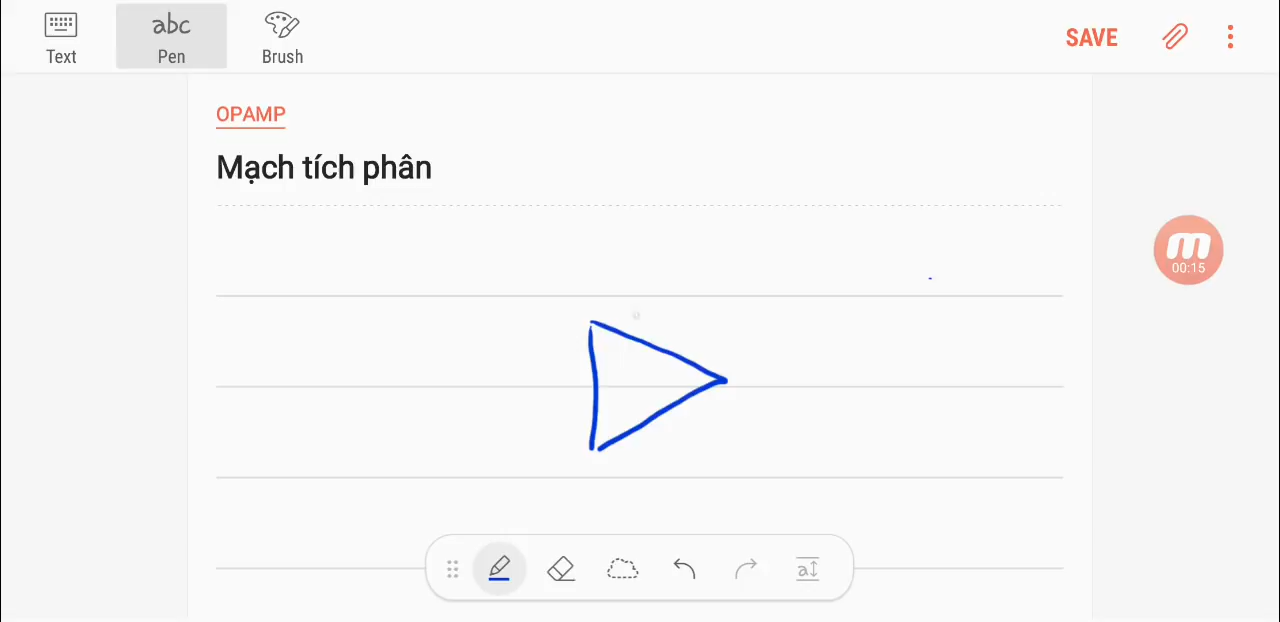 Text
abc
Pen
Brush
SAVE
OPAMP
Mạch tích phân
m
00:15
a